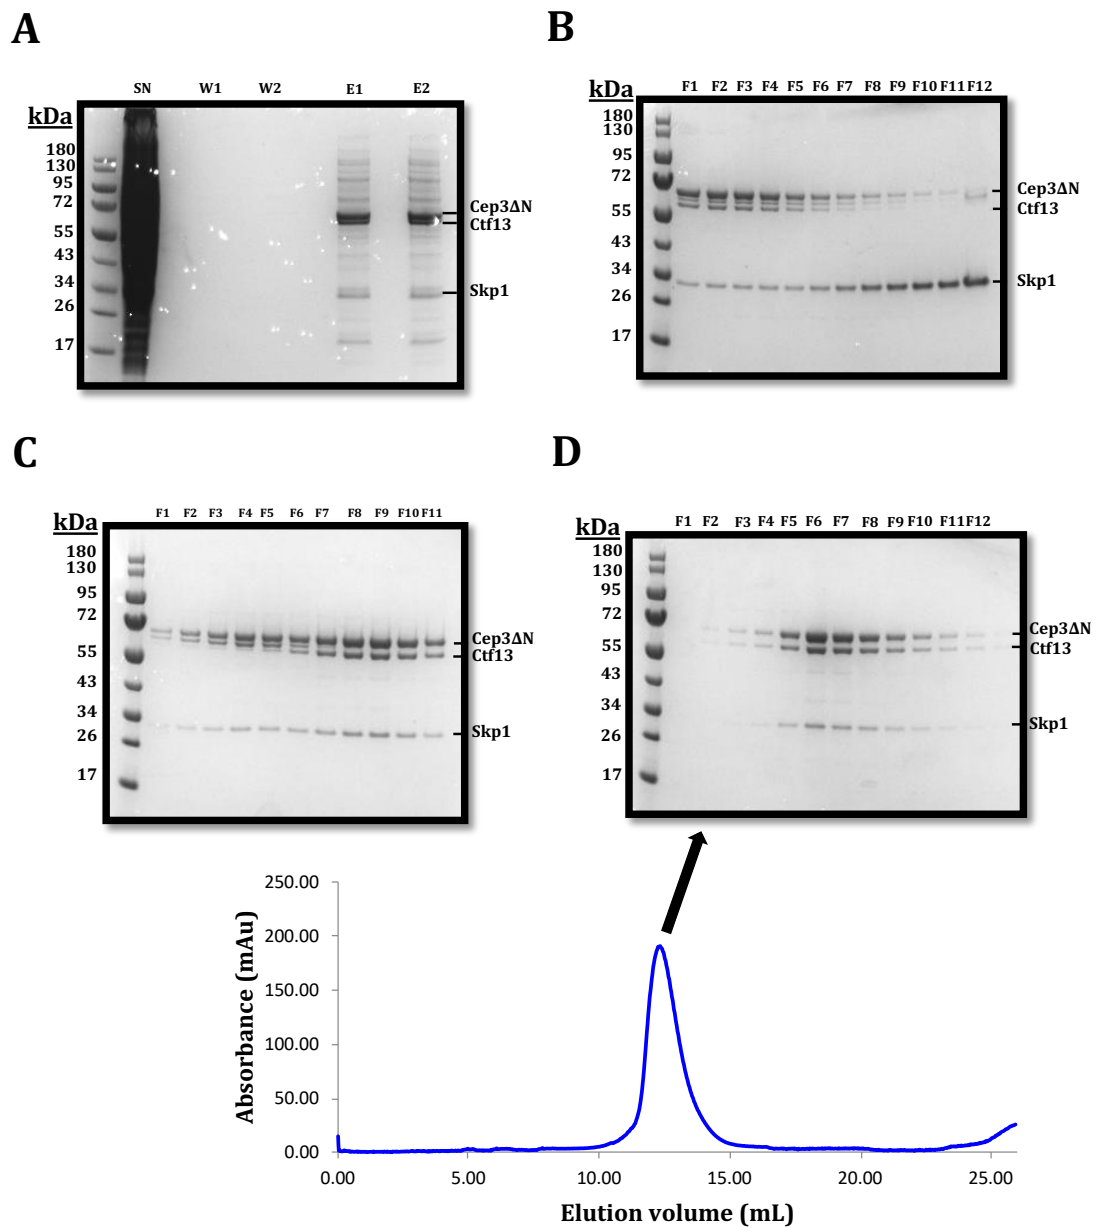 A
SN W1 W2 E1 E2
kDa
180
130
95
72
55
43
34
26
17
Cep3ΔN
Ctf13
Skp1
B
F1 F2 F3 F4 F5 F6 F7 F8 F9 F10 F11 F12
kDa
180
130
95
72
55
43
34
26
17
Cep3ΔN
Ctf13
Skp1
C
F1 F2 F3 F4 F5 F6 F7 F8 F9 F10 F11
kDa
180
130
95
72
55
43
34
26
17
Cep3ΔN
Ctf13
Skp1
D
F1 F2 F3 F4 F5 F6 F7 F8 F9 F10 F11 F12
kDa
180
130
95
72
55
43
34
26
17
Cep3ΔN
Ctf13
Skp1
Absorbance (mAu)
250.00
200.00
150.00
100.00
50.00
0.00
0.00 5.00 10.00 15.00 20.00 25.00
Elution volume (mL)